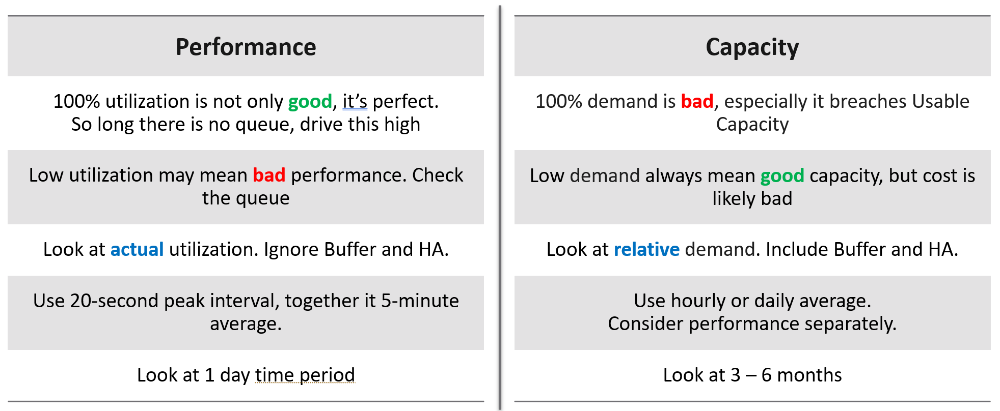 Performance
100% utilization is not only good, it’s perfect.
So long there is no queue, drive this high
Low utilization may mean bad performance. Check
the queue
Look at actual utilization. Ignore Buffer and HA.
Use 20-second peak interval, together it 5-minute
average.
Look at 1 day time period
Capacity
100% demand is bad, especially it breaches Usable
Capacity
Low demand always mean good capacity, but cost is
likely bad
Look at relative demand. Include Buffer and HA.
Use hourly or daily average.
Consider performance separately.
Look at 3 – 6 months